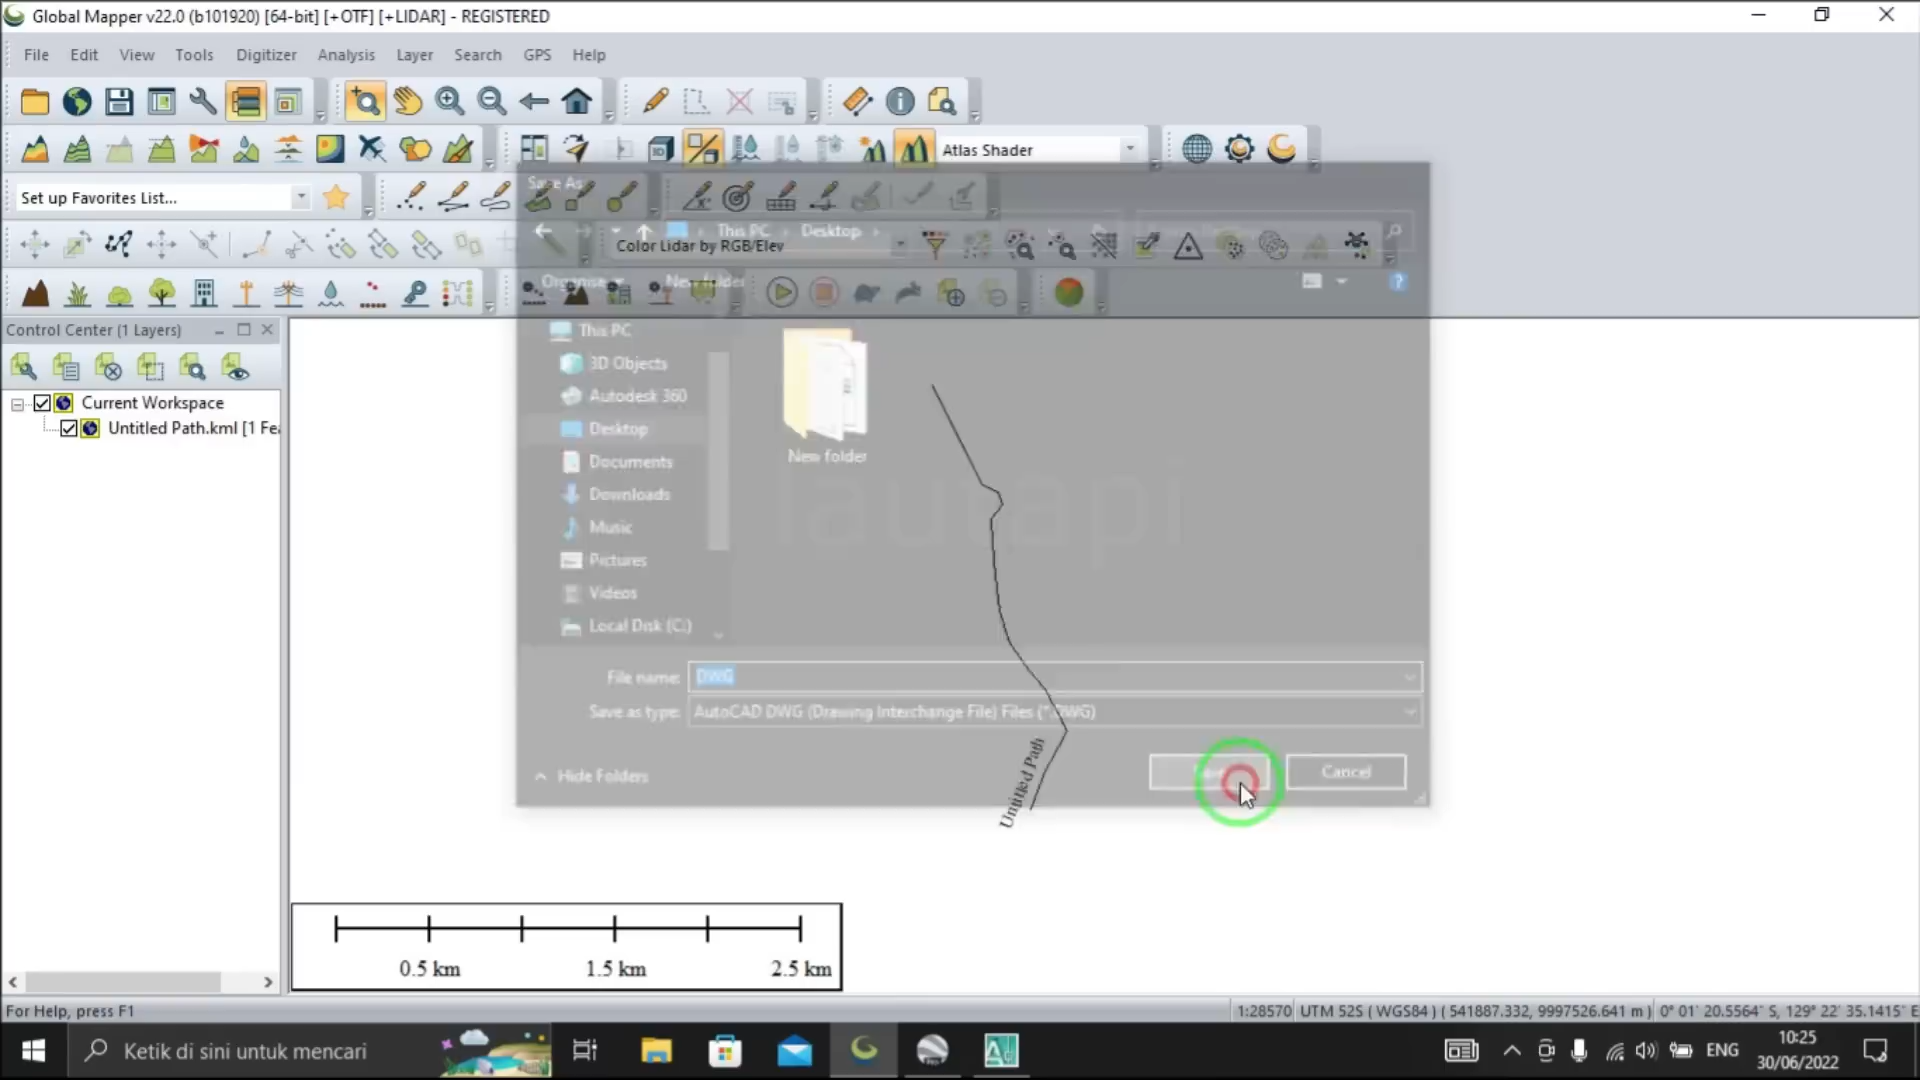 Global Mapper v22.0 (b101920) [64-bit] [+OTF] [+LIDAR] - REGISTERED
File Edit View Tools Digitizer Analysis Layer Search GPS Help
Atlas Shader
Set up Favorites List...
Save As
This PC Desktop
Color Lidar by RGB/Elev
Organise New folder
Control Center (1 Layers)
Current Workspace
Untitled Path.kml [1 Fea
This PC
3D Objects
Autodesk 360
Desktop
Documents
Downloads
Music
Pictures
Videos
Local Disk (C:)
New folder
lautapi
File name: DWG
Save as type: AutoCAD DWG (Drawing Interchange File) Files (*.DWG)
Hide Folders
Cancel
Untitled Path
0.5 km 1.5 km 2.5 km
For Help, press F1
1:28570 UTM 52S ( WGS84 ) ( 541887.332, 9997526.641 m ) 0° 01' 20.5564" S, 129° 22' 35.1415" E
Ketik di sini untuk mencari
ENG
10:25
30/06/2022